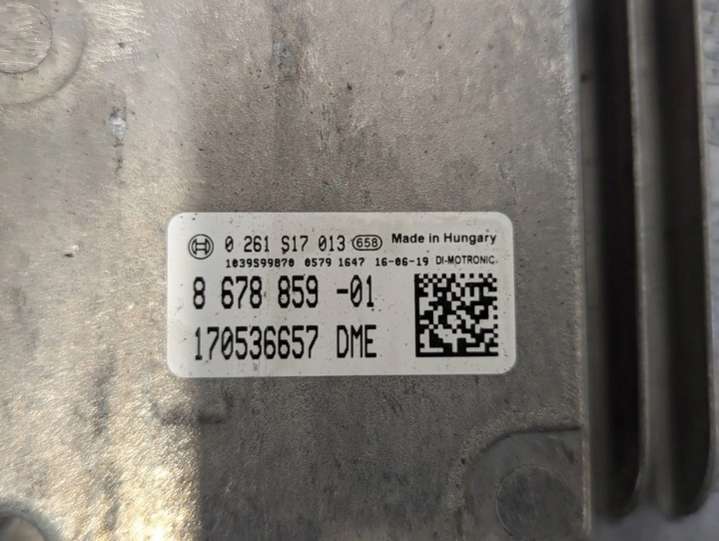 0 261 S17 013 658 Made in Hungary
1039S99870 0579 1647 16-06-19 DI-MOTRONIC
8 678 859 -01
170536657 DME